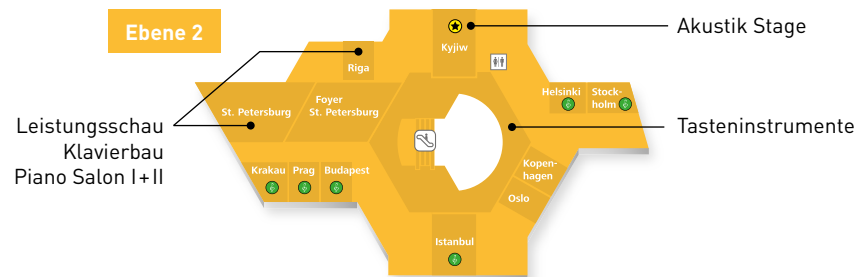 Ebene 2
Akustik Stage
Kyjiw
Riga
Helsinki
Stock-
holm
St. Petersburg
Foyer
St. Petersburg
Leistungsschau
Klavierbau
Piano Salon I+II
Tasteninstrumente
Krakau
Prag
Budapest
Kopen-
hagen
Oslo
Istanbul